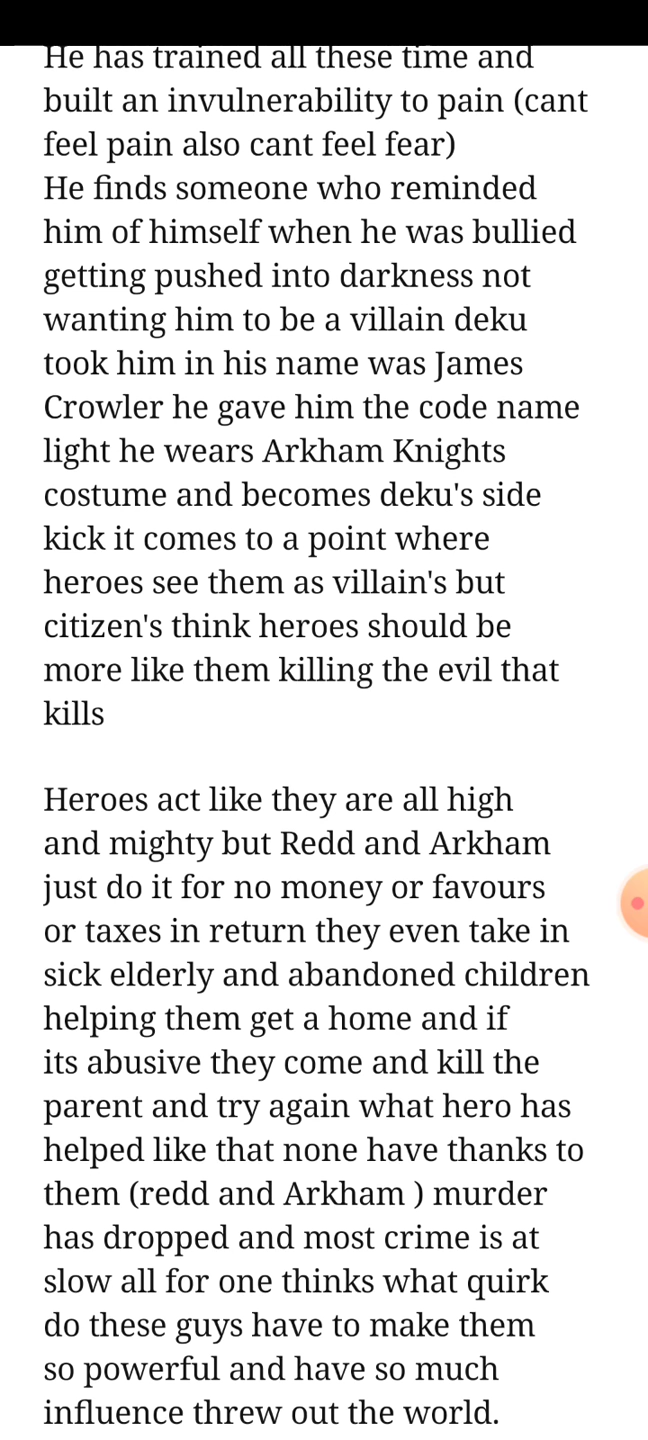 He has trained all these time and
built an invulnerability to pain (cant
feel pain also cant feel fear)
He finds someone who reminded
him of himself when he was bullied
getting pushed into darkness not
wanting him to be a villain deku
took him in his name was James
Crowler he gave him the code name
light he wears Arkham Knights
costume and becomes deku's side
kick it comes to a point where
heroes see them as villain's but
citizen's think heroes should be
more like them killing the evil that
kills
Heroes act like they are all high
and mighty but Redd and Arkham
just do it for no money or favours
or taxes in return they even take in
sick elderly and abandoned children
helping them get a home and if
its abusive they come and kill the
parent and try again what hero has
helped like that none have thanks to
them (redd and Arkham ) murder
has dropped and most crime is at
slow all for one thinks what quirk
do these guys have to make them
so powerful and have so much
influence threw out the world.